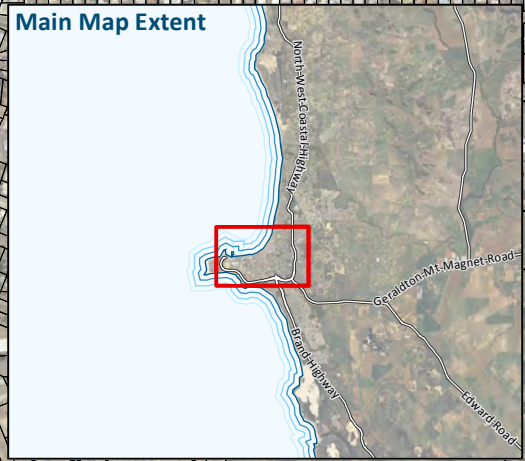 Main Map Extent
North-West-Coastal-Highway
Geraldton-Mt-Magnet-Road
Brand-Highway
Edward-Road